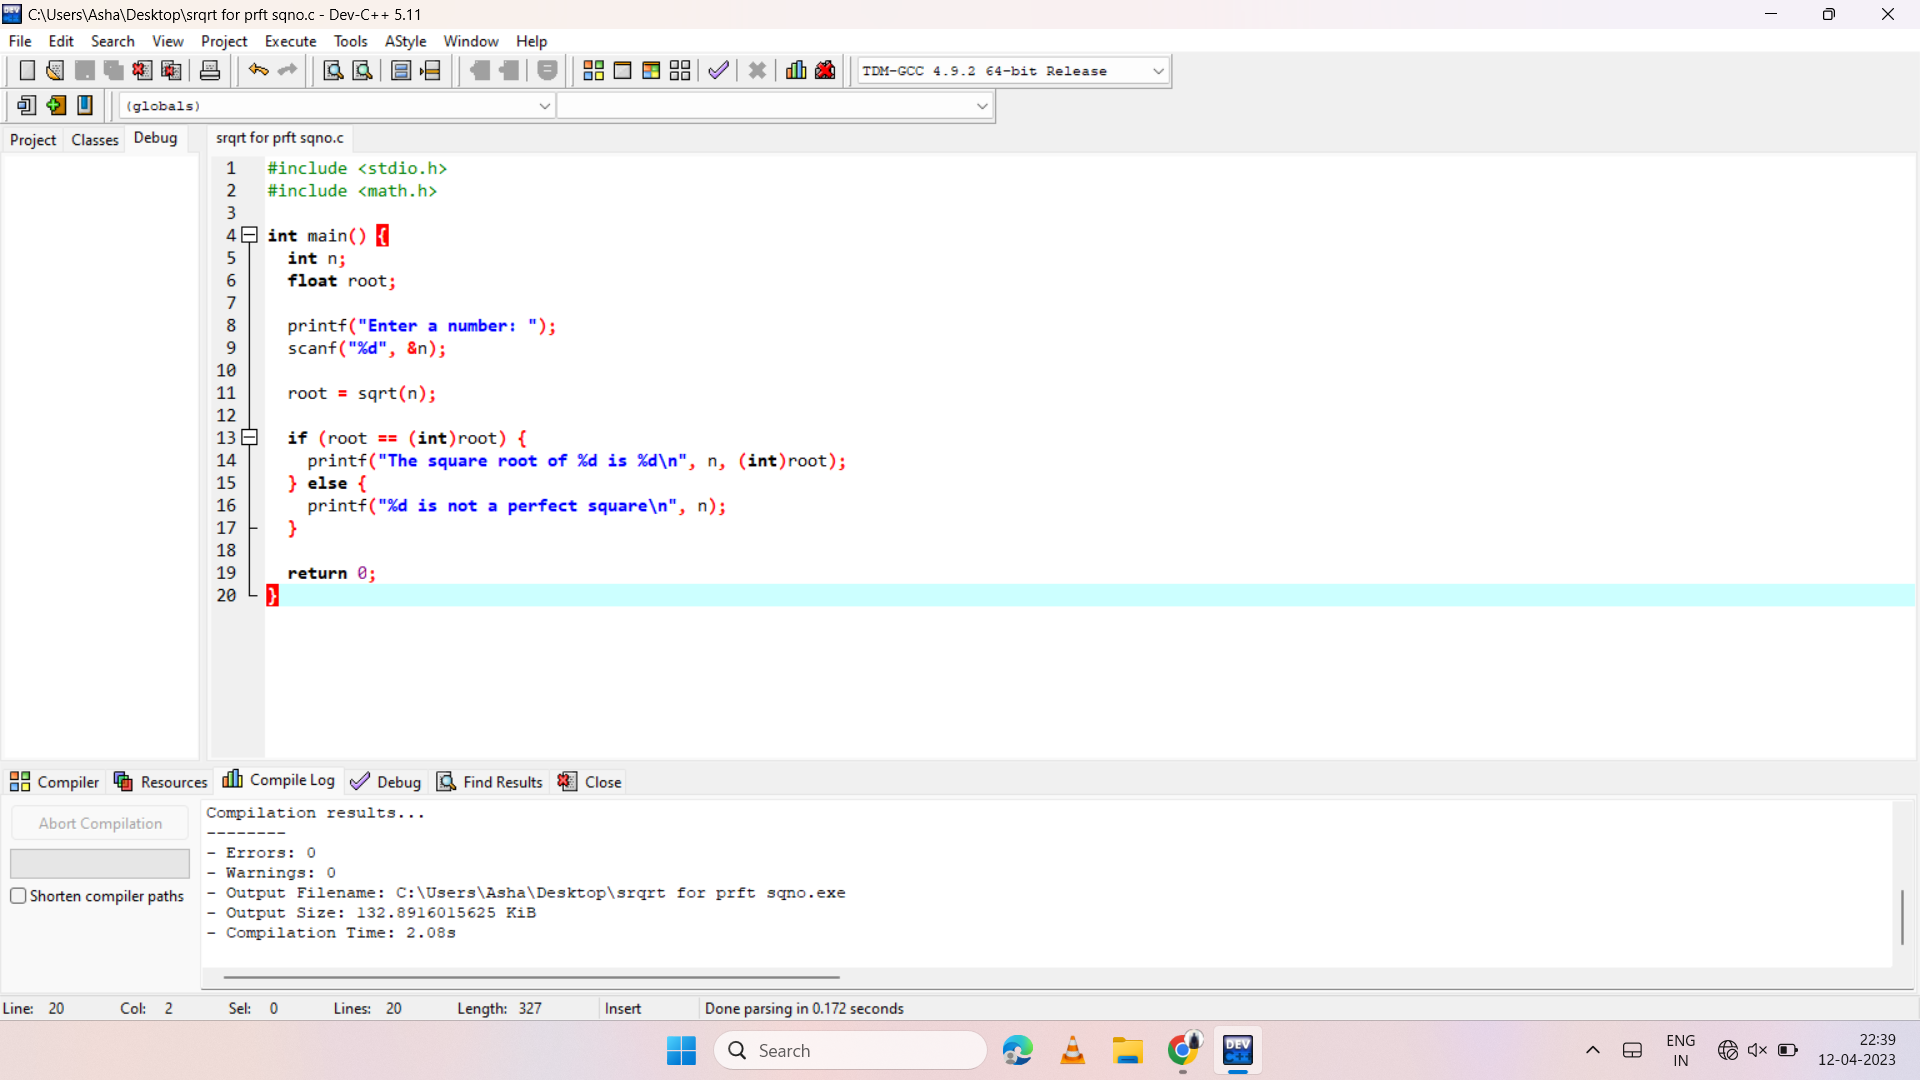 C:\Users\Asha\Desktop\srqrt for prft sqno.c - Dev-C++ 5.11
File Edit Search View Project Execute Tools AStyle Window Help
TDM-GCC 4.9.2 64-bit Release
(globals)
Project Classes Debug
srqrt for prft sqno.c
1 #include <stdio.h>
2 #include <math.h>
3
4 int main() {
5 int n;
6 float root;
7
8 printf("Enter a number: ");
9 scanf("%d", &n);
10
11 root = sqrt(n);
12
13 if (root == (int)root) {
14 printf("The square root of %d is %d\n", n, (int)root);
15 } else {
16 printf("%d is not a perfect square\n", n);
17 }
18
19 return 0;
20 }
Compiler Resources Compile Log Debug Find Results Close
Abort Compilation
Shorten compiler paths
Compilation results...
--------
- Errors: 0
- Warnings: 0
- Output Filename: C:\Users\Asha\Desktop\srqrt for prft sqno.exe
- Output Size: 132.8916015625 KiB
- Compilation Time: 2.08s
Line: 20 Col: 2 Sel: 0 Lines: 20 Length: 327 Insert Done parsing in 0.172 seconds
Search
DEV
C++
ENG
IN
22:39
12-04-2023